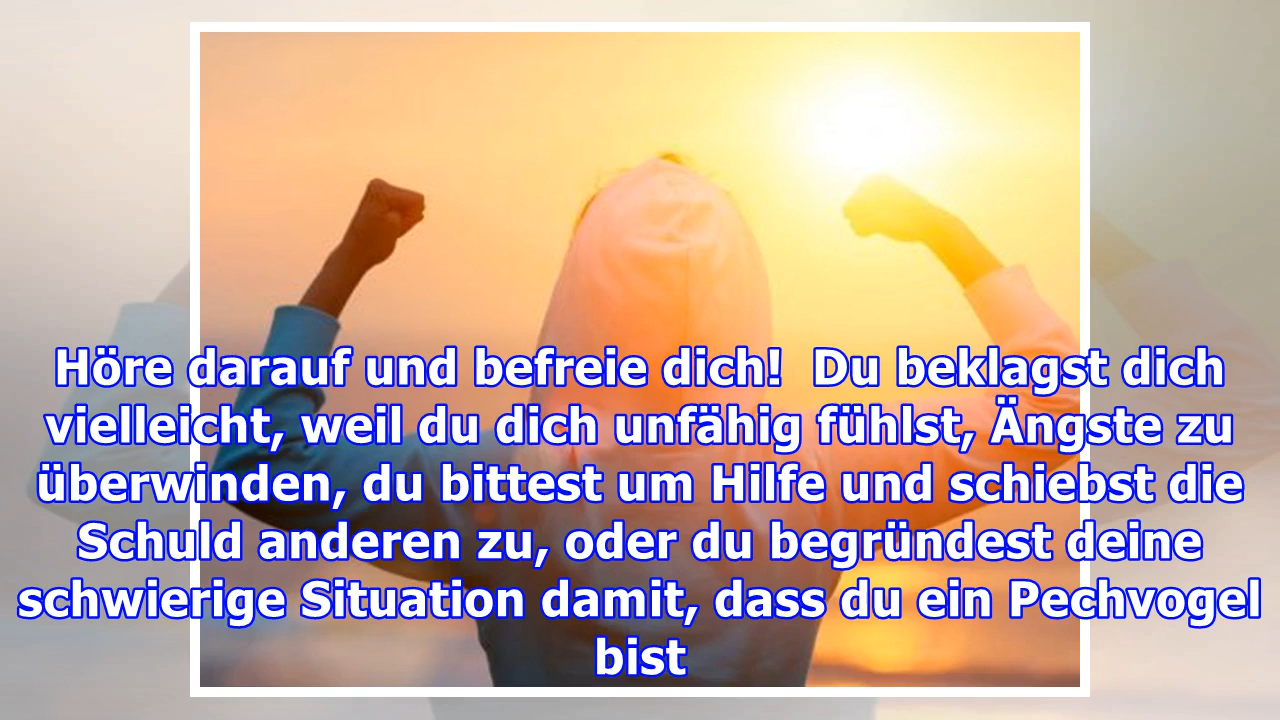 Höre darauf und befreie dich!  Du beklagst dich
vielleicht, weil du dich unfähig fühlst, Ängste zu
überwinden, du bittest um Hilfe und schiebst die
Schuld anderen zu, oder du begründest deine
schwierige Situation damit, dass du ein Pechvogel
bist